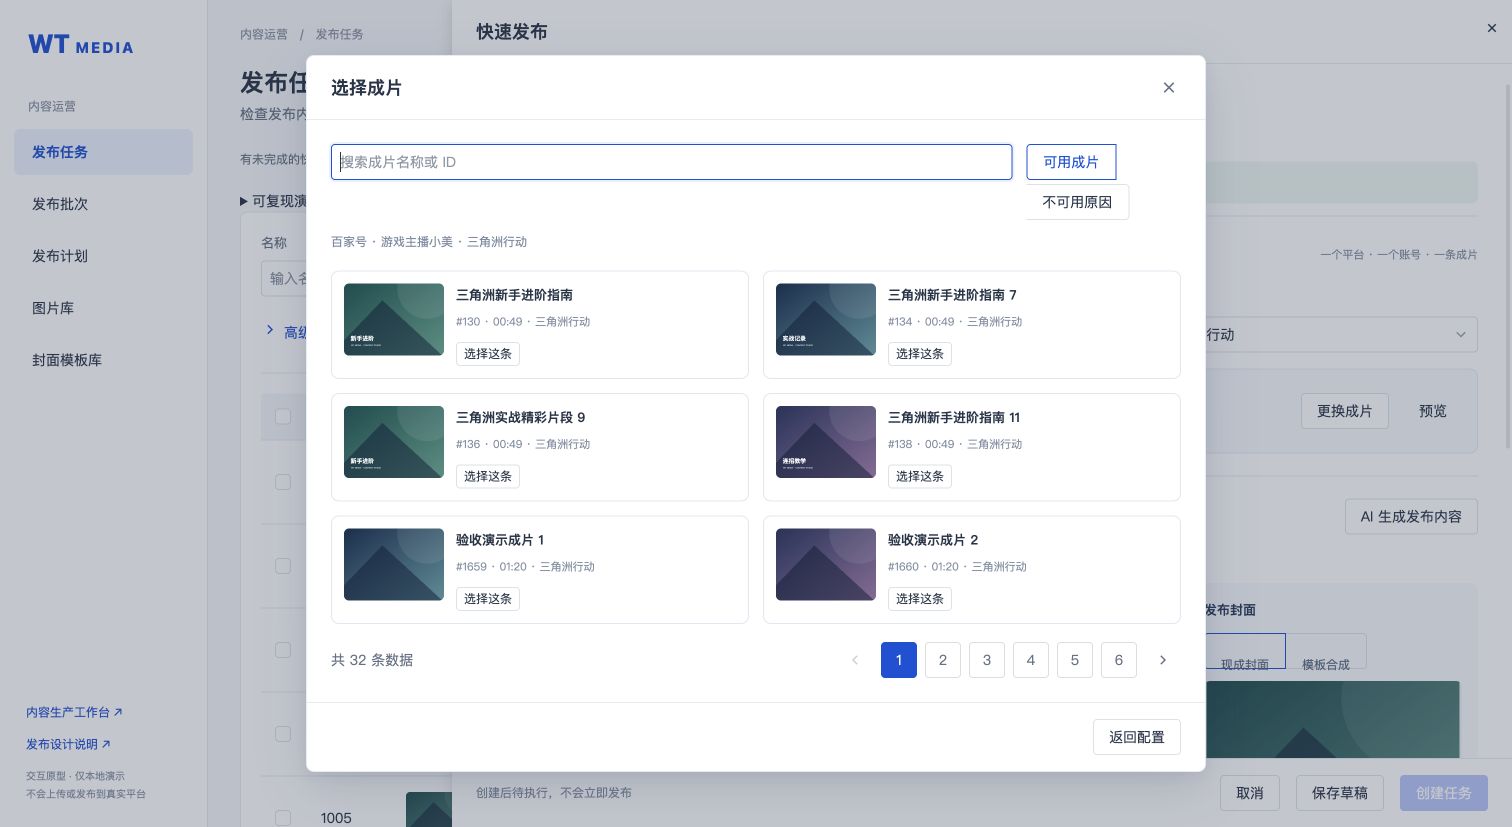 WT MEDIA
内容运营
发布任务
发布批次
发布计划
图片库
封面模板库
内容生产工作台
发布设计说明
交互原型 · 仅本地演示
不会上传或发布到真实平台
内容运营 / 发布任务
发布任
检查发布内
有未完成的快
可复现演
名称
输入名
高级
1005
快速发布
一个平台 · 一个账号 · 一条成片
行动
更换成片
预览
AI 生成发布内容
发布封面
现成封面
模板合成
创建后待执行，不会立即发布
取消
保存草稿
创建任务
选择成片
搜索成片名称或 ID
可用成片
不可用原因
百家号 · 游戏主播小美 · 三角洲行动
新手进阶
三角洲新手进阶指南
#130 · 00:49 · 三角洲行动
选择这条
实战记录
三角洲新手进阶指南 7
#134 · 00:49 · 三角洲行动
选择这条
新手进阶
三角洲实战精彩片段 9
#136 · 00:49 · 三角洲行动
选择这条
连招教学
三角洲新手进阶指南 11
#138 · 00:49 · 三角洲行动
选择这条
验收演示成片 1
#1659 · 01:20 · 三角洲行动
选择这条
验收演示成片 2
#1660 · 01:20 · 三角洲行动
选择这条
共 32 条数据
1 2 3 4 5 6
返回配置